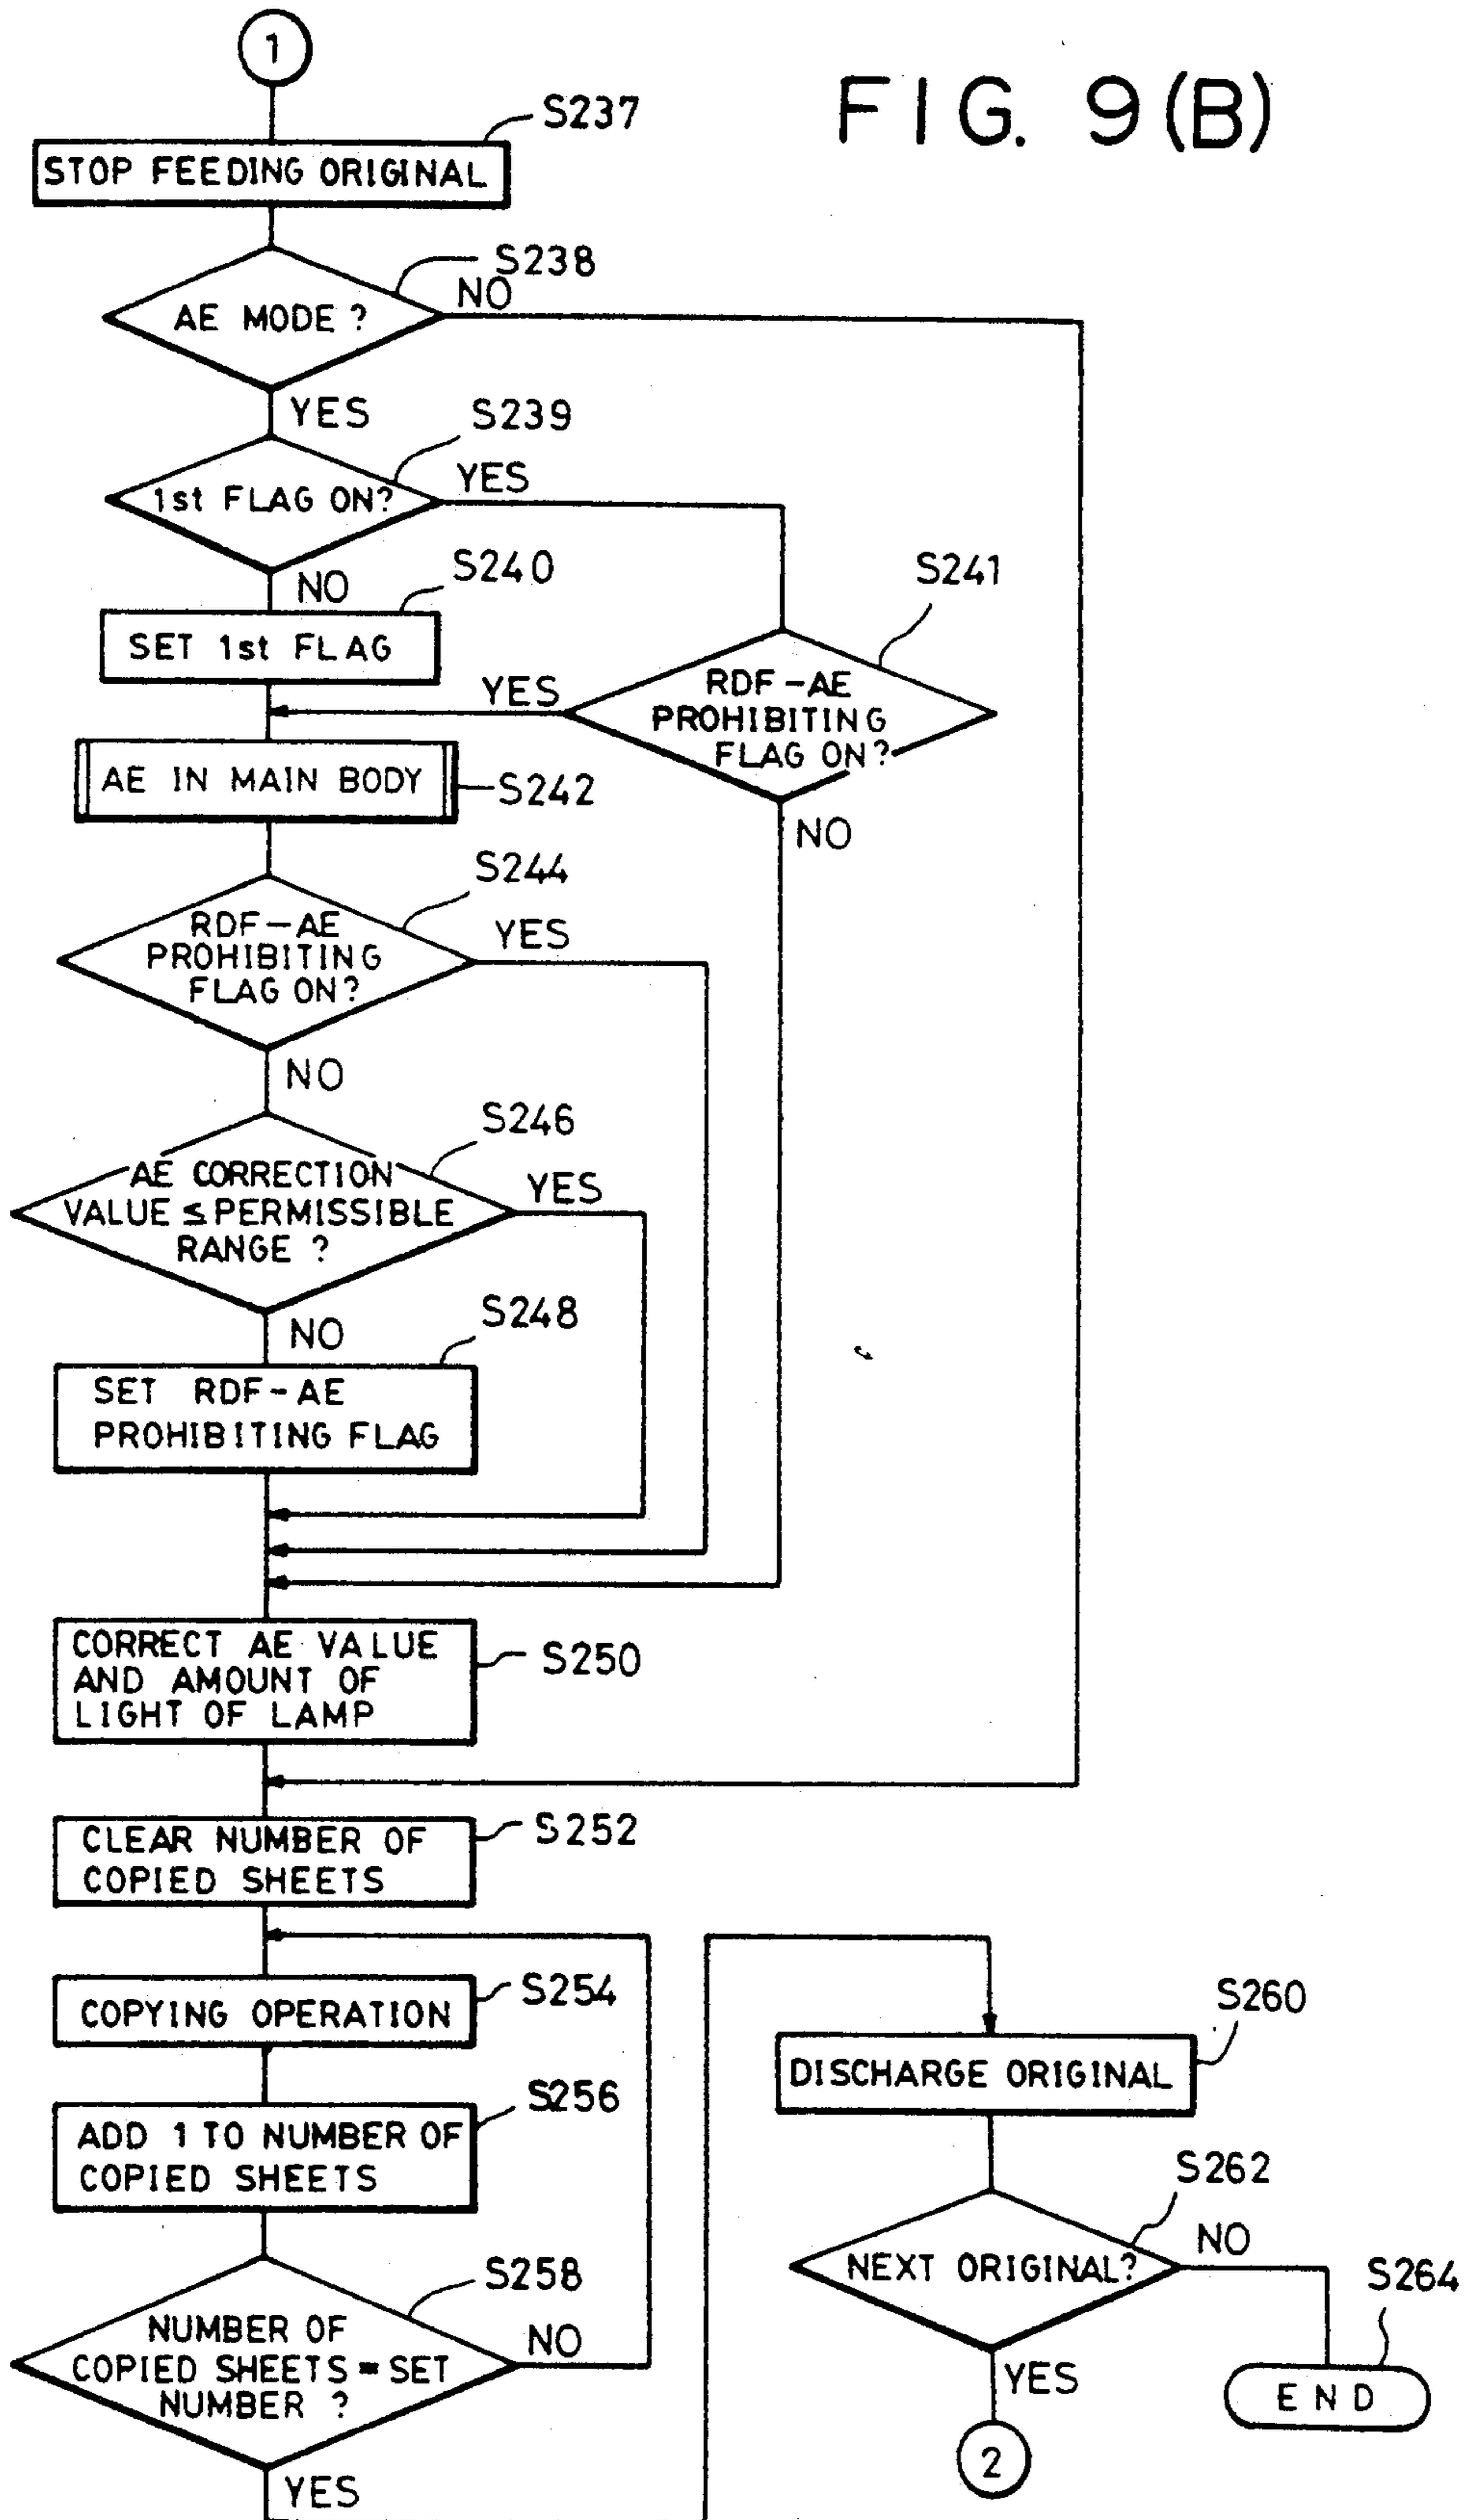 1
FIG. 9(B)
S237
STOP FEEDING ORIGINAL
S238
NO
AE MODE ?
YES
S239
YES
1st FLAG ON?
NO
S240
S241
SET 1st FLAG
YES
RDF-AE
PROHIBITING
FLAG ON?
AE IN MAIN BODY
S242
NO
S244
YES
RDF-AE
PROHIBITING
FLAG ON?
NO
S246
YES
AE CORRECTION
VALUE ≤ PERMISSIBLE
RANGE ?
NO
S248
SET RDF-AE
PROHIBITING FLAG
CORRECT AE VALUE
AND AMOUNT OF
LIGHT OF LAMP
S250
CLEAR NUMBER OF
COPIED SHEETS
S252
COPYING OPERATION
S254
ADD 1 TO NUMBER OF
COPIED SHEETS
S256
NUMBER OF
COPIED SHEETS = SET
NUMBER ?
S258
NO
YES
S260
DISCHARGE ORIGINAL
S262
NEXT ORIGINAL?
NO
S264
YES
END
2